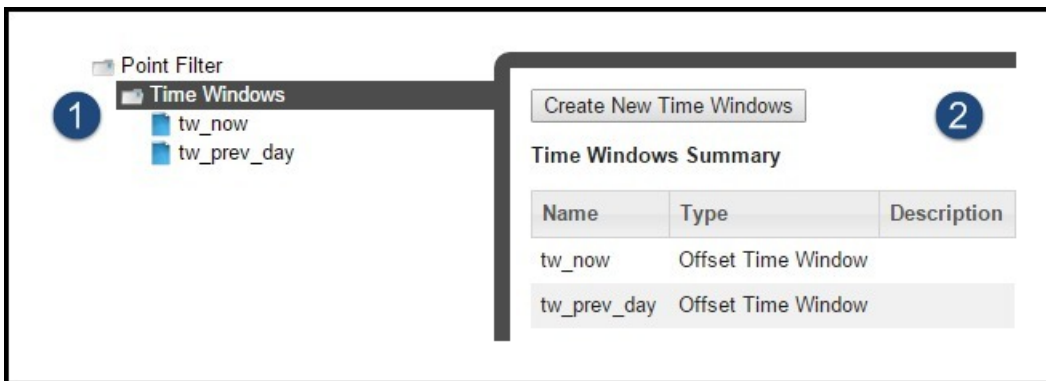 Point Filter
Time Windows
1
tw_now
tw_prev_day
Create New Time Windows
2
Time Windows Summary
Name Type Description
tw_now Offset Time Window
tw_prev_day Offset Time Window